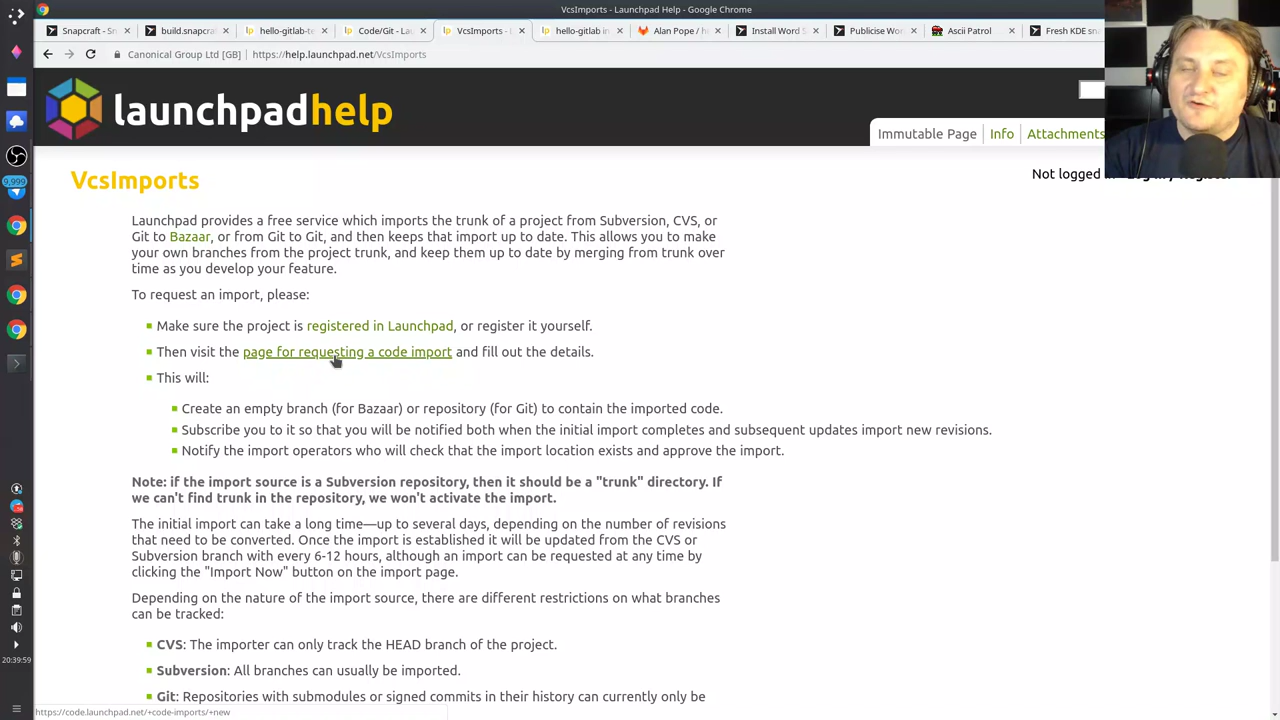 VcsImports - Launchpad Help - Google Chrome
Snapcraft - Sn
build.snapcra
hello-gitlab-te
Code/Git - Lau
VcsImports - L
hello-gitlab in
Alan Pope / he
Install Word S
Publicise Wor
Ascii Patrol
Fresh KDE sna
Canonical Group Ltd [GB] https://help.launchpad.net/VcsImports
launchpadhelp
Immutable Page Info Attachments
VcsImports
Not logged
Launchpad provides a free service which imports the trunk of a project from Subversion, CVS, or
Git to Bazaar, or from Git to Git, and then keeps that import up to date. This allows you to make
your own branches from the project trunk, and keep them up to date by merging from trunk over
time as you develop your feature.
To request an import, please:
Make sure the project is registered in Launchpad, or register it yourself.
Then visit the page for requesting a code import and fill out the details.
This will:
Create an empty branch (for Bazaar) or repository (for Git) to contain the imported code.
Subscribe you to it so that you will be notified both when the initial import completes and subsequent updates import new revisions.
Notify the import operators who will check that the import location exists and approve the import.
Note: if the import source is a Subversion repository, then it should be a "trunk" directory. If
we can't find trunk in the repository, we won't activate the import.
The initial import can take a long time—up to several days, depending on the number of revisions
that need to be converted. Once the import is established it will be updated from the CVS or
Subversion branch with every 6-12 hours, although an import can be requested at any time by
clicking the "Import Now" button on the import page.
Depending on the nature of the import source, there are different restrictions on what branches
can be tracked:
CVS: The importer can only track the HEAD branch of the project.
Subversion: All branches can usually be imported.
Git: Repositories with submodules or signed commits in their history can currently only be
https://code.launchpad.net/+code-imports/+new
9,999
20:39:59